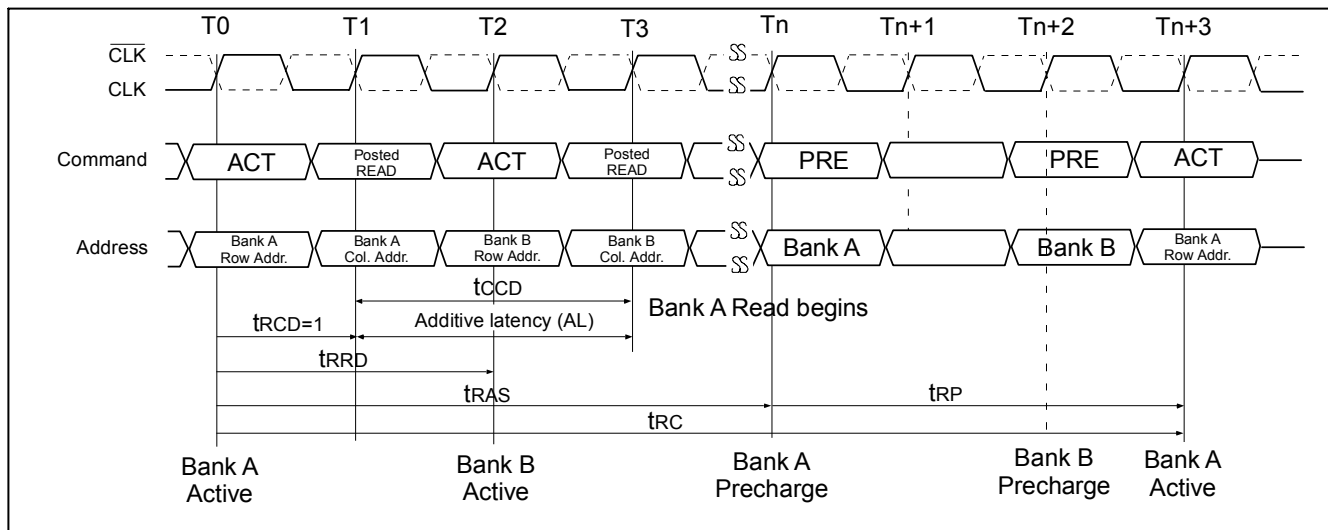 T0 T1 T2 T3 Tn Tn+1 Tn+2 Tn+3
CLK
CLK
Command
ACT
Posted
READ
ACT
Posted
READ
PRE
PRE
ACT
Address
Bank A
Row Addr.
Bank A
Col. Addr.
Bank B
Row Addr.
Bank B
Col. Addr.
Bank A
Bank B
Bank A
Row Addr.
tCCD
Bank A Read begins
tRCD=1
Additive latency (AL)
tRRD
tRAS
tRP
tRC
Bank A
Active
Bank B
Active
Bank A
Precharge
Bank B
Precharge
Bank A
Active